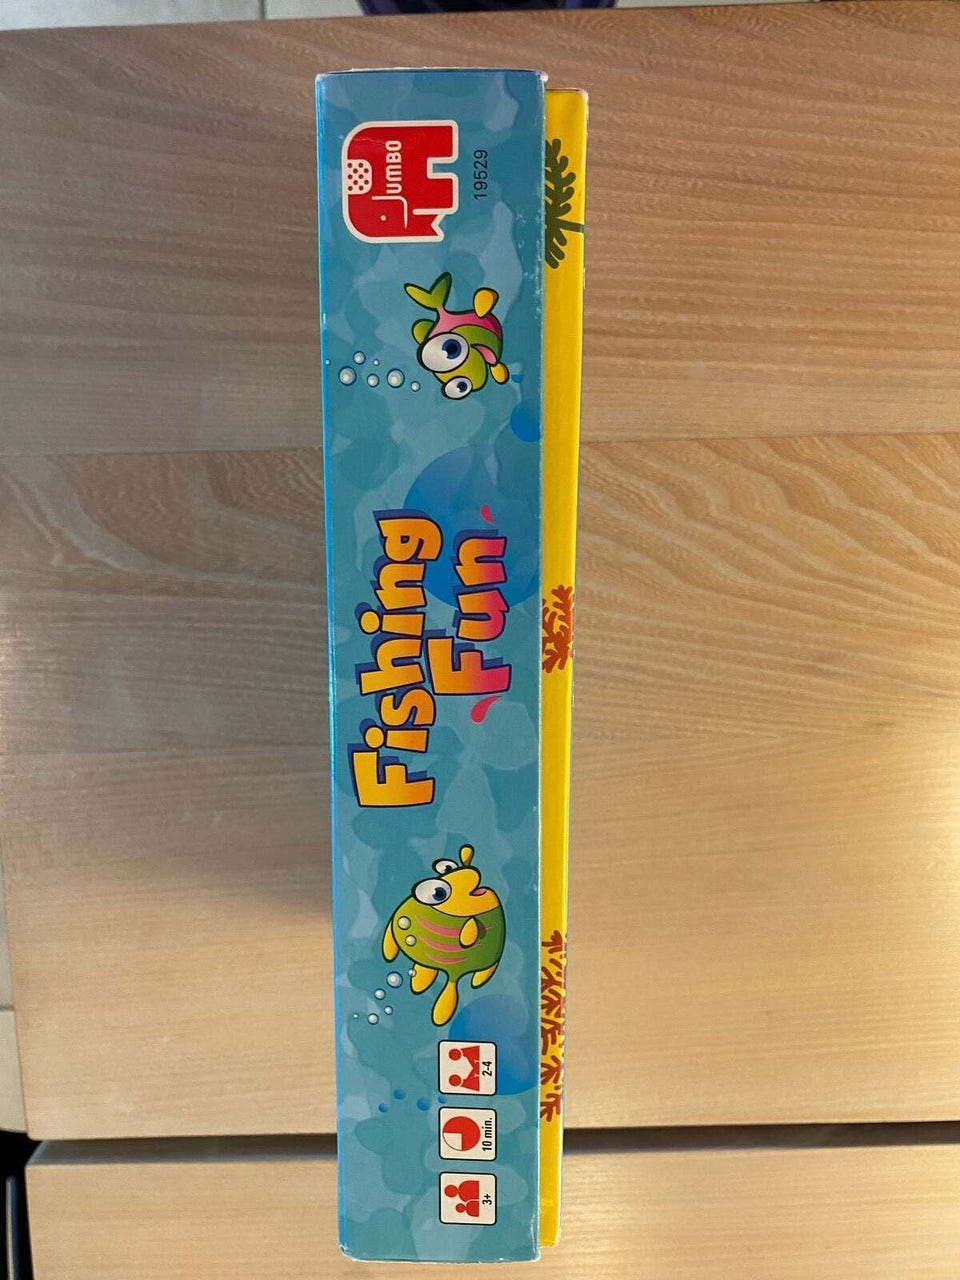 3+
10 min.
2-4
Fishing
Fun
JUMBO
19529